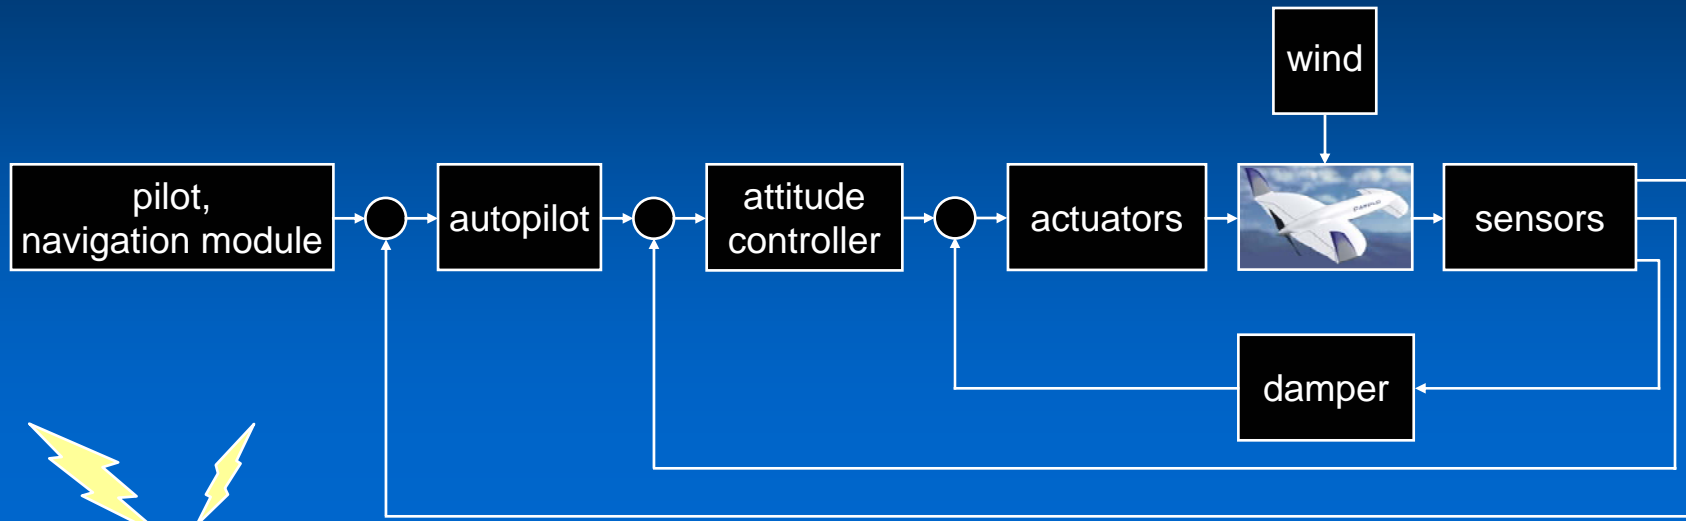 wind
pilot,
navigation module
autopilot
attitude
controller
actuators
sensors
damper